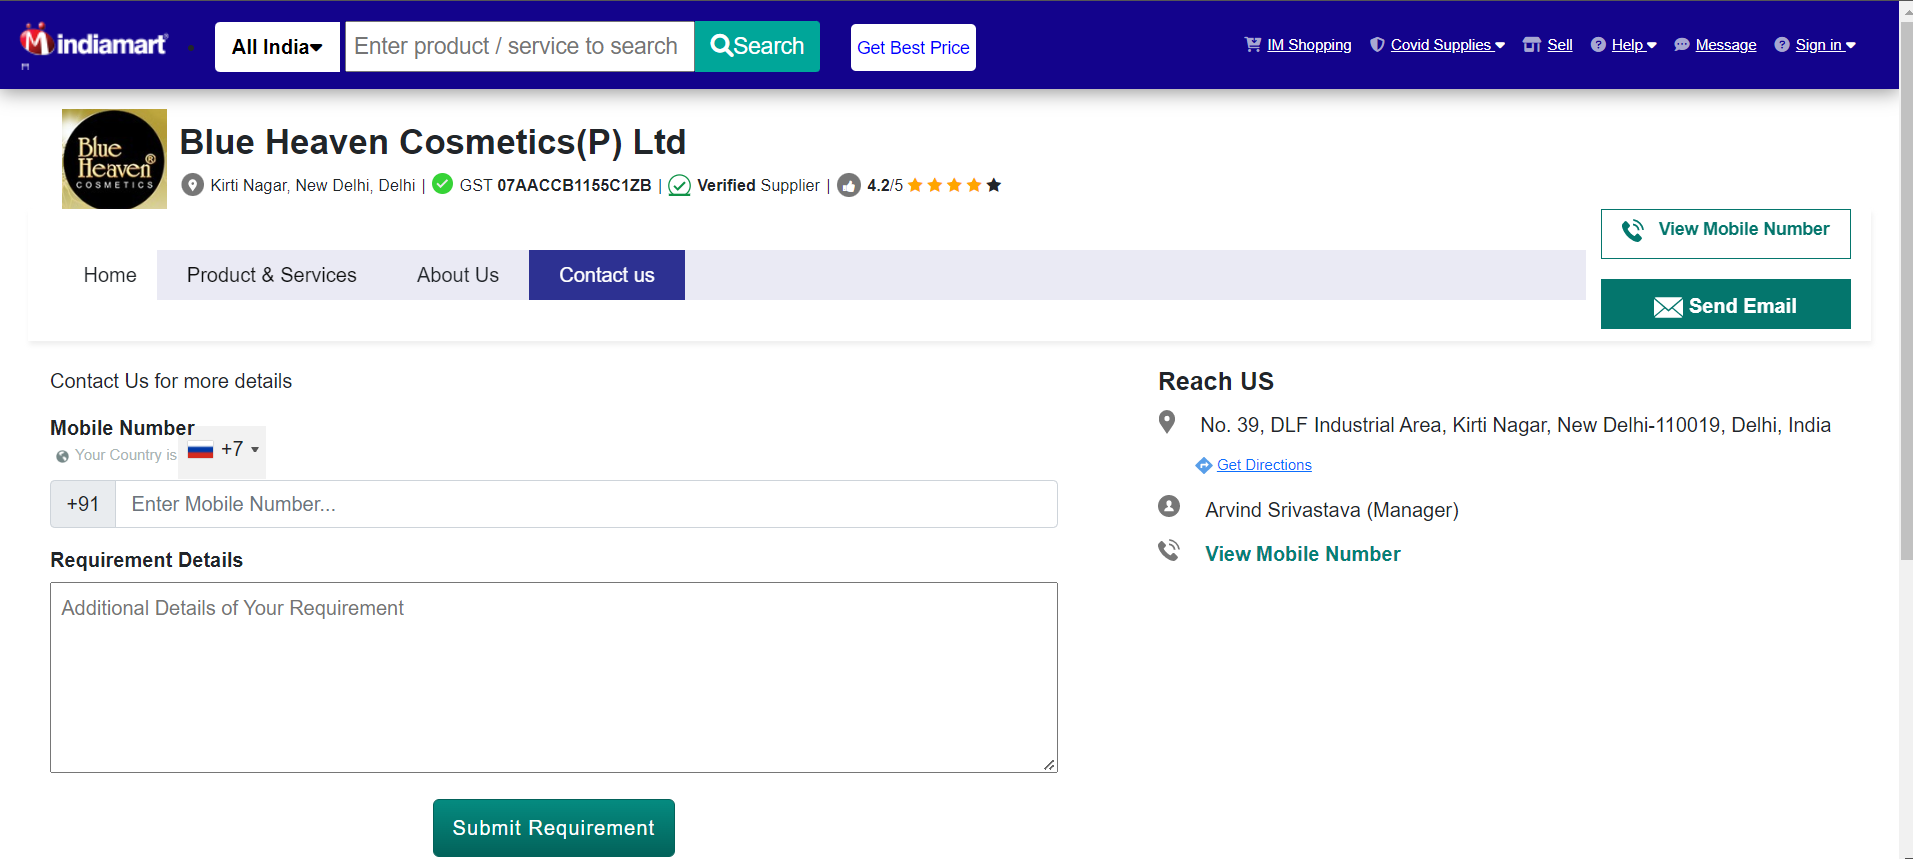 indiamart
All India
Enter product / service to search
Search
Get Best Price
IM Shopping
Covid Supplies
Sell
Help
Message
Sign in
Blue Heaven® COSMETICS
Blue Heaven Cosmetics(P) Ltd
Kirti Nagar, New Delhi, Delhi | GST 07AACCB1155C1ZB | Verified Supplier | 4.2/5
View Mobile Number
Send Email
Home
Product & Services
About Us
Contact us
Contact Us for more details
Mobile Number
Your Country is +7
+91 Enter Mobile Number...
Requirement Details
Additional Details of Your Requirement
Submit Requirement
Reach US
No. 39, DLF Industrial Area, Kirti Nagar, New Delhi-110019, Delhi, India
Get Directions
Arvind Srivastava (Manager)
View Mobile Number